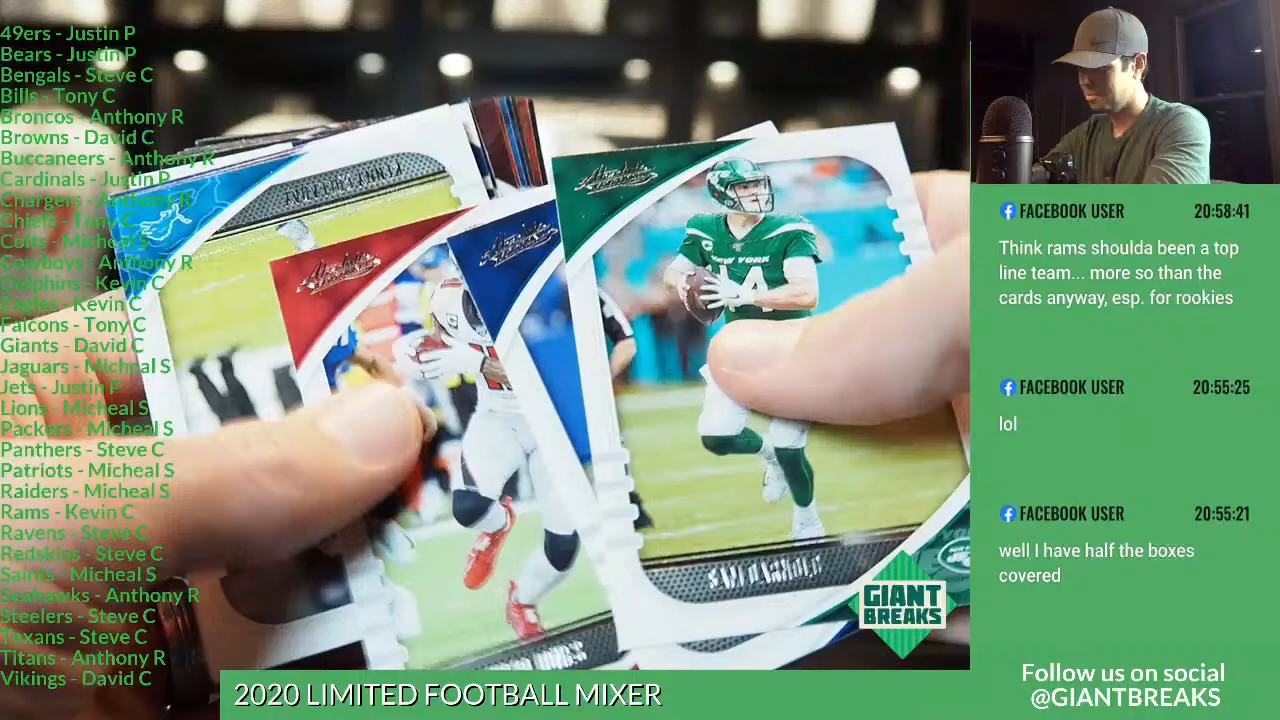 49ers - Justin P
Bears - Justin P
Bengals - Steve C
Bills - Tony C
Broncos - Anthony R
Browns - David C
Buccaneers - Anthony R
Cardinals - Justin P
Chargers - Anthony R
Chiefs - Tony C
Colts - Micheal S
Cowboys - Anthony R
Dolphins - Kevin C
Eagles - Kevin C
Falcons - Tony C
Giants - David C
Jaguars - Micheal S
Jets - Justin P
Lions - Micheal S
Packers - Micheal S
Panthers - Steve C
Patriots - Micheal S
Raiders - Micheal S
Rams - Kevin C
Ravens - Steve C
Redskins - Steve C
Saints - Micheal S
Seahawks - Anthony R
Steelers - Steve C
Texans - Steve C
Titans - Anthony R
Vikings - David C
NEW YORK
14
SAM DARNOLD
GIANT
BREAKS
2020 LIMITED FOOTBALL MIXER
FACEBOOK USER 20:58:41
Think rams shoulda been a top
line team... more so than the
cards anyway, esp. for rookies
FACEBOOK USER 20:55:25
lol
FACEBOOK USER 20:55:21
well I have half the boxes
covered
Follow us on social
@GIANTBREAKS